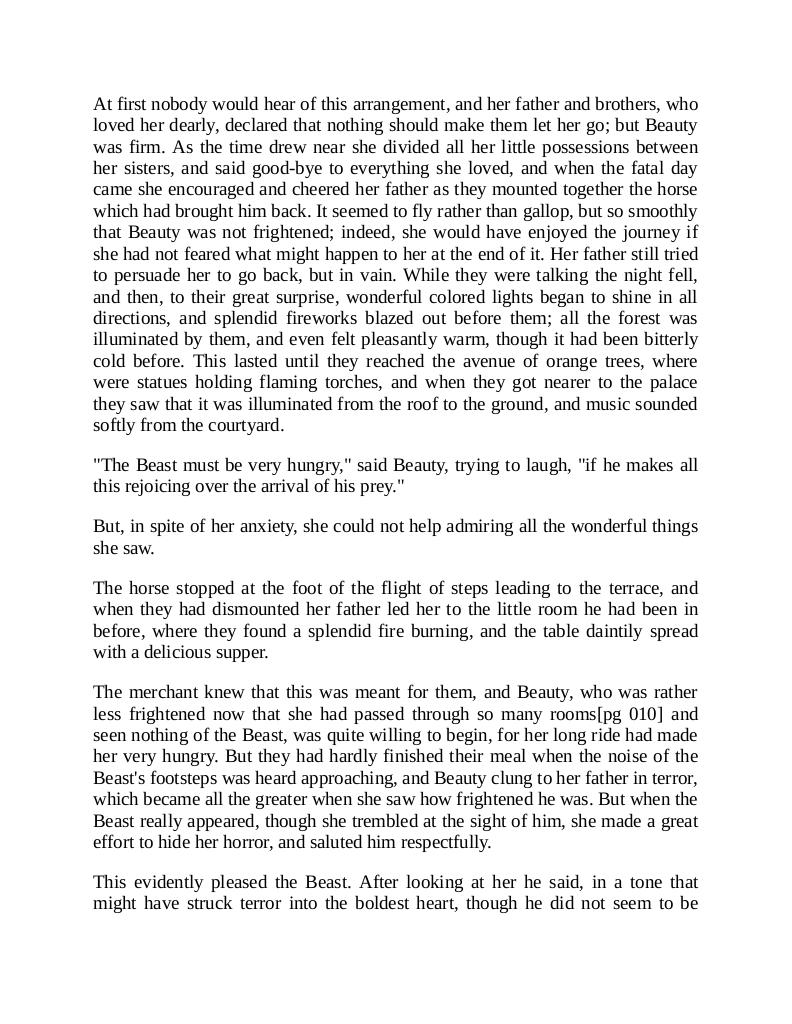 At first nobody would hear of this arrangement, and her father and brothers, who
loved her dearly, declared that nothing should make them let her go; but Beauty
was firm. As the time drew near she divided all her little possessions between
her sisters, and said good-bye to everything she loved, and when the fatal day
came she encouraged and cheered her father as they mounted together the horse
which had brought him back. It seemed to fly rather than gallop, but so smoothly
that Beauty was not frightened; indeed, she would have enjoyed the journey if
she had not feared what might happen to her at the end of it. Her father still tried
to persuade her to go back, but in vain. While they were talking the night fell,
and then, to their great surprise, wonderful colored lights began to shine in all
directions, and splendid fireworks blazed out before them; all the forest was
illuminated by them, and even felt pleasantly warm, though it had been bitterly
cold before. This lasted until they reached the avenue of orange trees, where
were statues holding flaming torches, and when they got nearer to the palace
they saw that it was illuminated from the roof to the ground, and music sounded
softly from the courtyard.
"The Beast must be very hungry," said Beauty, trying to laugh, "if he makes all
this rejoicing over the arrival of his prey."
But, in spite of her anxiety, she could not help admiring all the wonderful things
she saw.
The horse stopped at the foot of the flight of steps leading to the terrace, and
when they had dismounted her father led her to the little room he had been in
before, where they found a splendid fire burning, and the table daintily spread
with a delicious supper.
The merchant knew that this was meant for them, and Beauty, who was rather
less frightened now that she had passed through so many rooms[pg 010] and
seen nothing of the Beast, was quite willing to begin, for her long ride had made
her very hungry. But they had hardly finished their meal when the noise of the
Beast's footsteps was heard approaching, and Beauty clung to her father in terror,
which became all the greater when she saw how frightened he was. But when the
Beast really appeared, though she trembled at the sight of him, she made a great
effort to hide her horror, and saluted him respectfully.
This evidently pleased the Beast. After looking at her he said, in a tone that
might have struck terror into the boldest heart, though he did not seem to be